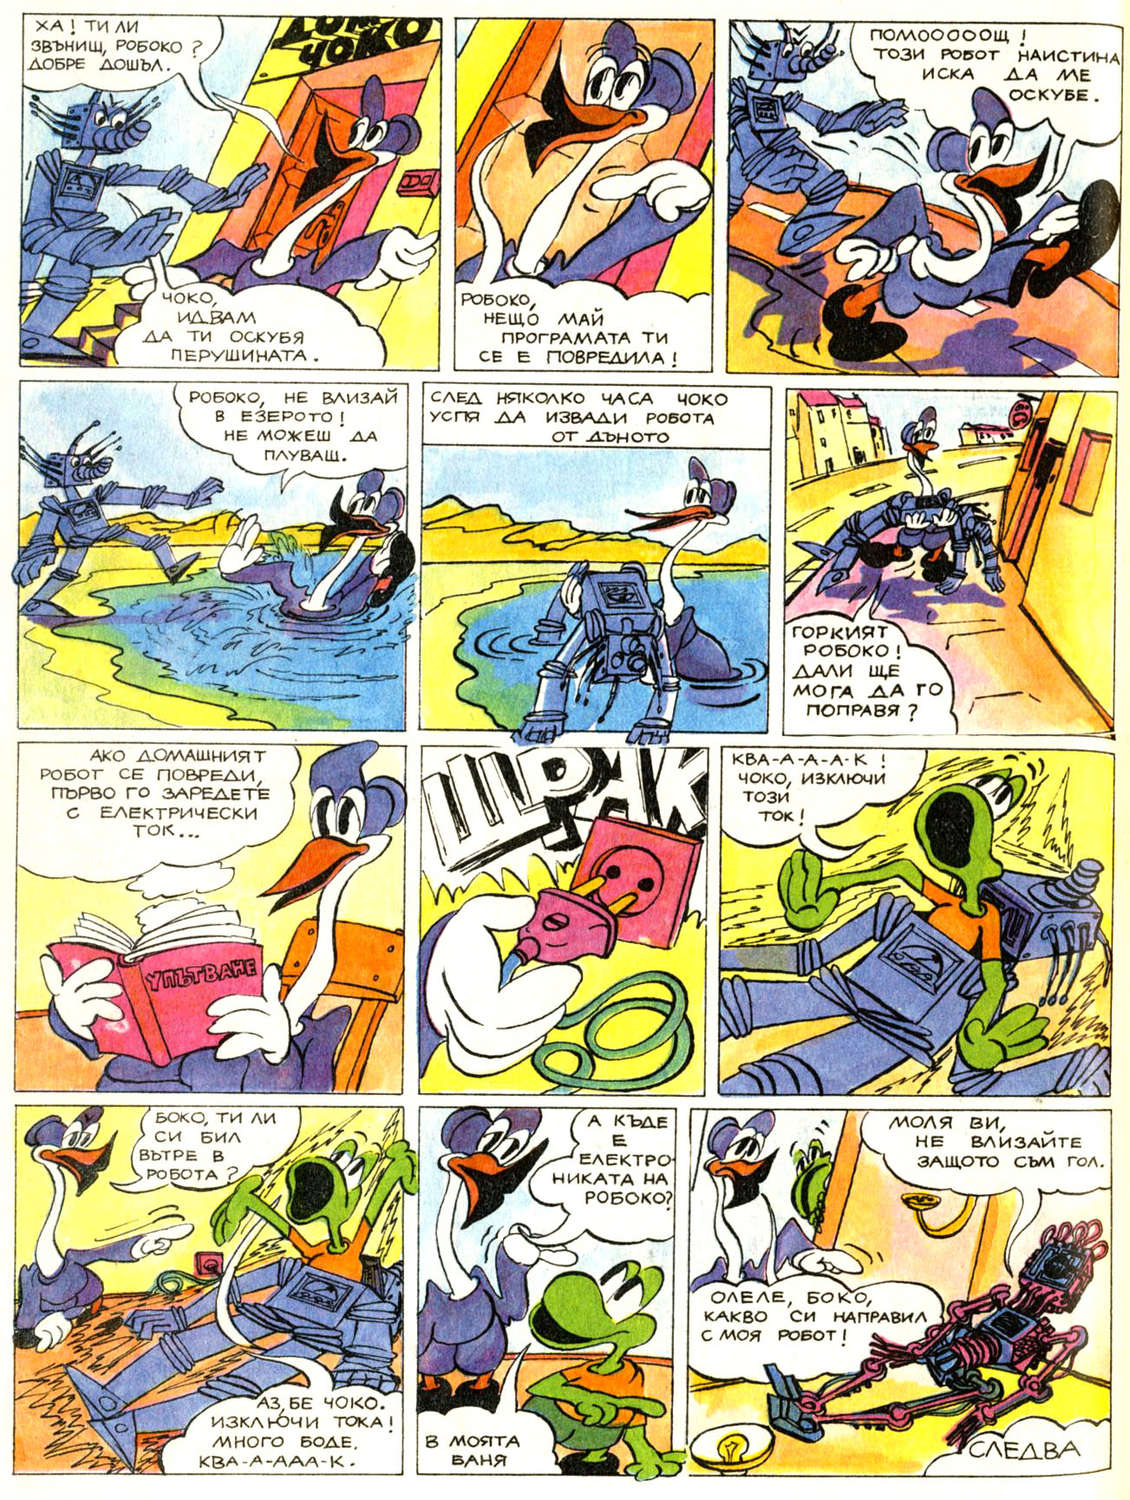 ХА! ТИ ЛИ
ЗВЪНИЩ, РОБОКО?
ДОБРЕ ДОШЪЛ.
ДОМ
ЧОКО
ЧОКО,
ИДВАМ
ДА ТИ ОСКУБЯ
ПЕРУШИНАТА.
РОБОКО,
НЕЩО МАЙ
ПРОГРАМАТА ТИ
СЕ Е ПОВРЕДИЛА!
ПОМОООООЩ!
ТОЗИ РОБОТ НАИСТИНА
ИСКА ДА МЕ
ОСКУБЕ.
РОБОКО, НЕ ВЛИЗАЙ
В ЕЗЕРОТО!
НЕ МОЖЕШ ДА
ПЛУВАШ.
СЛЕД НЯКОЛКО ЧАСА ЧОКО
УСПЯ ДА ИЗВАДИ РОБОТА
ОТ ДЪНОТО
ГОРКИЯТ
РОБОКО!
ДАЛИ ЩЕ
МОГА ДА ГО
ПОПРАВЯ?
АКО ДОМАШНИЯТ
РОБОТ СЕ ПОВРЕДИ,
ПЪРВО ГО ЗАРЕДЕТЕ
С ЕЛЕКТРИЧЕСКИ
ТОК...
УПЪТВАНЕ
ЩРАК
КВА-А-А-А-К!
ЧОКО, ИЗКЛЮЧИ
ТОЗИ
ТОК!
БОКО, ТИ ЛИ
СИ БИЛ
ВЪТРЕ В
РОБОТА?
АЗ, БЕ ЧОКО.
ИЗКЛЮЧИ ТОКА!
МНОГО БОДЕ.
КВА-А-ААА-К.
А КЪДЕ
Е
ЕЛЕКТРО-
НИКАТА НА
РОБОКО?
В МОЯТА
БАНЯ
МОЛЯ ВИ,
НЕ ВЛИЗАЙТЕ
ЗАЩОТО СЪМ ГОЛ.
ОЛЕЛЕ, БОКО,
КАКВО СИ НАПРАВИЛ
С МОЯ РОБОТ!
СЛЕДВА